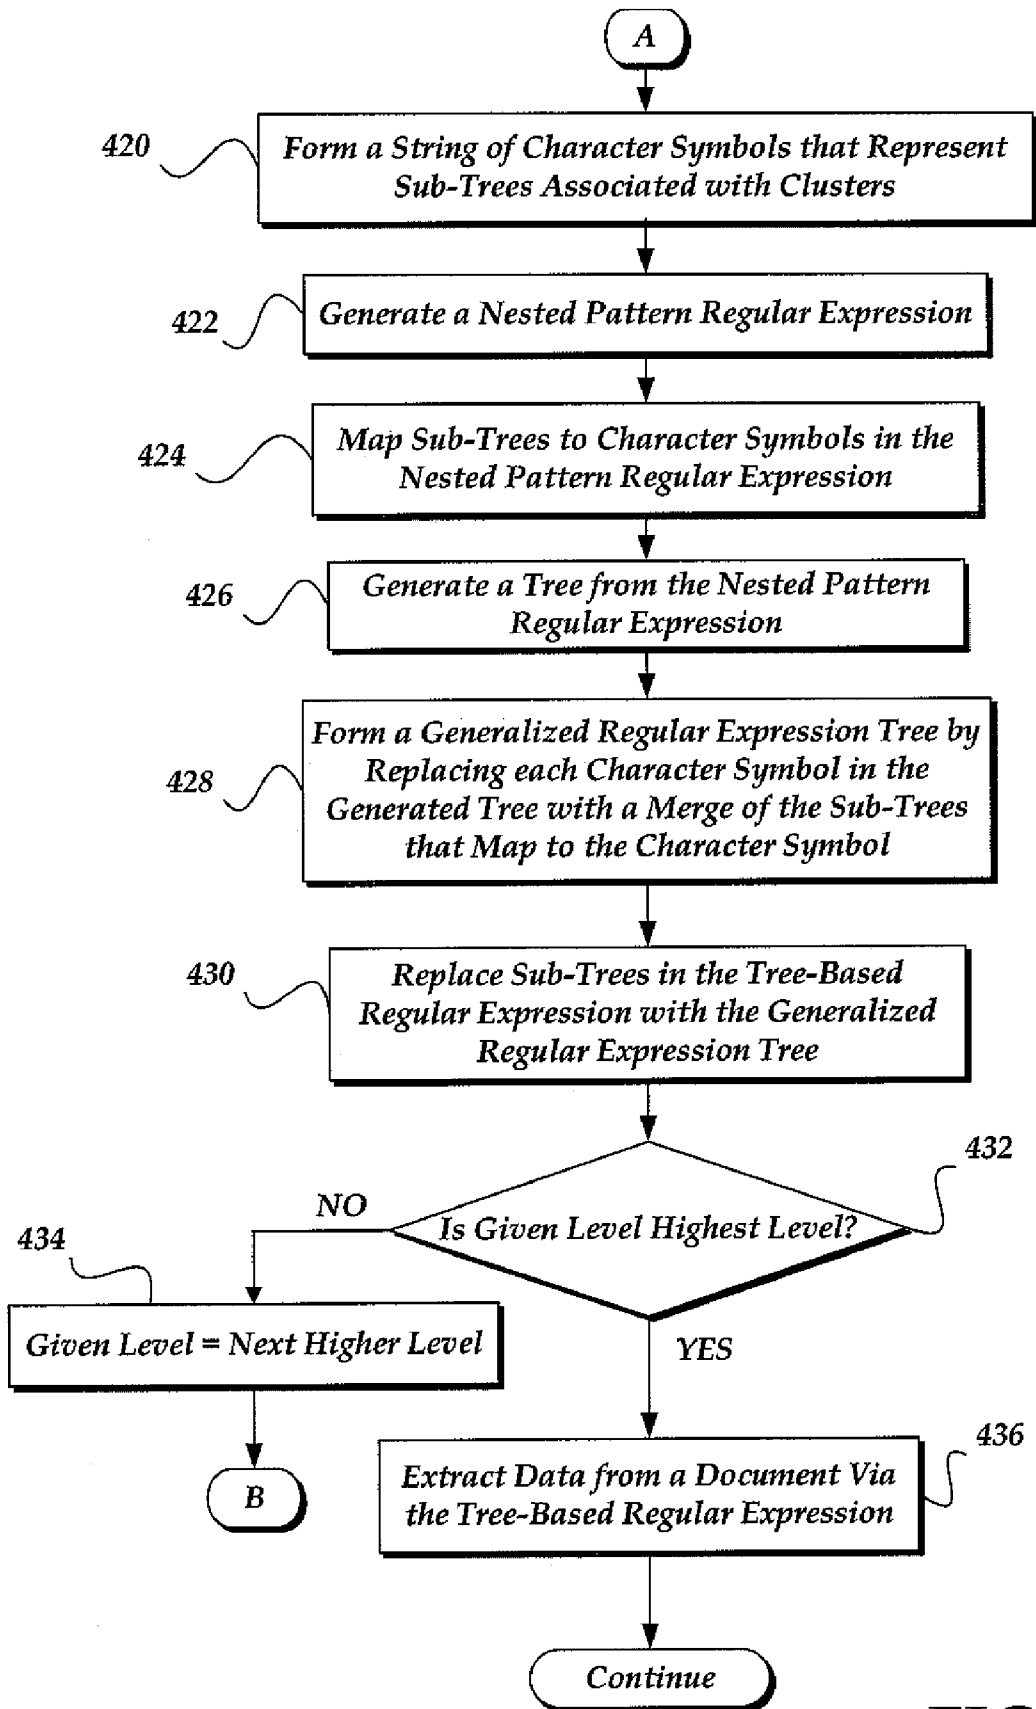 A
420
Form a String of Character Symbols that Represent
Sub-Trees Associated with Clusters
422
Generate a Nested Pattern Regular Expression
424
Map Sub-Trees to Character Symbols in the
Nested Pattern Regular Expression
426
Generate a Tree from the Nested Pattern
Regular Expression
428
Form a Generalized Regular Expression Tree by
Replacing each Character Symbol in the
Generated Tree with a Merge of the Sub-Trees
that Map to the Character Symbol
430
Replace Sub-Trees in the Tree-Based
Regular Expression with the Generalized
Regular Expression Tree
432
Is Given Level Highest Level?
NO
434
Given Level = Next Higher Level
YES
B
436
Extract Data from a Document Via
the Tree-Based Regular Expression
Continue